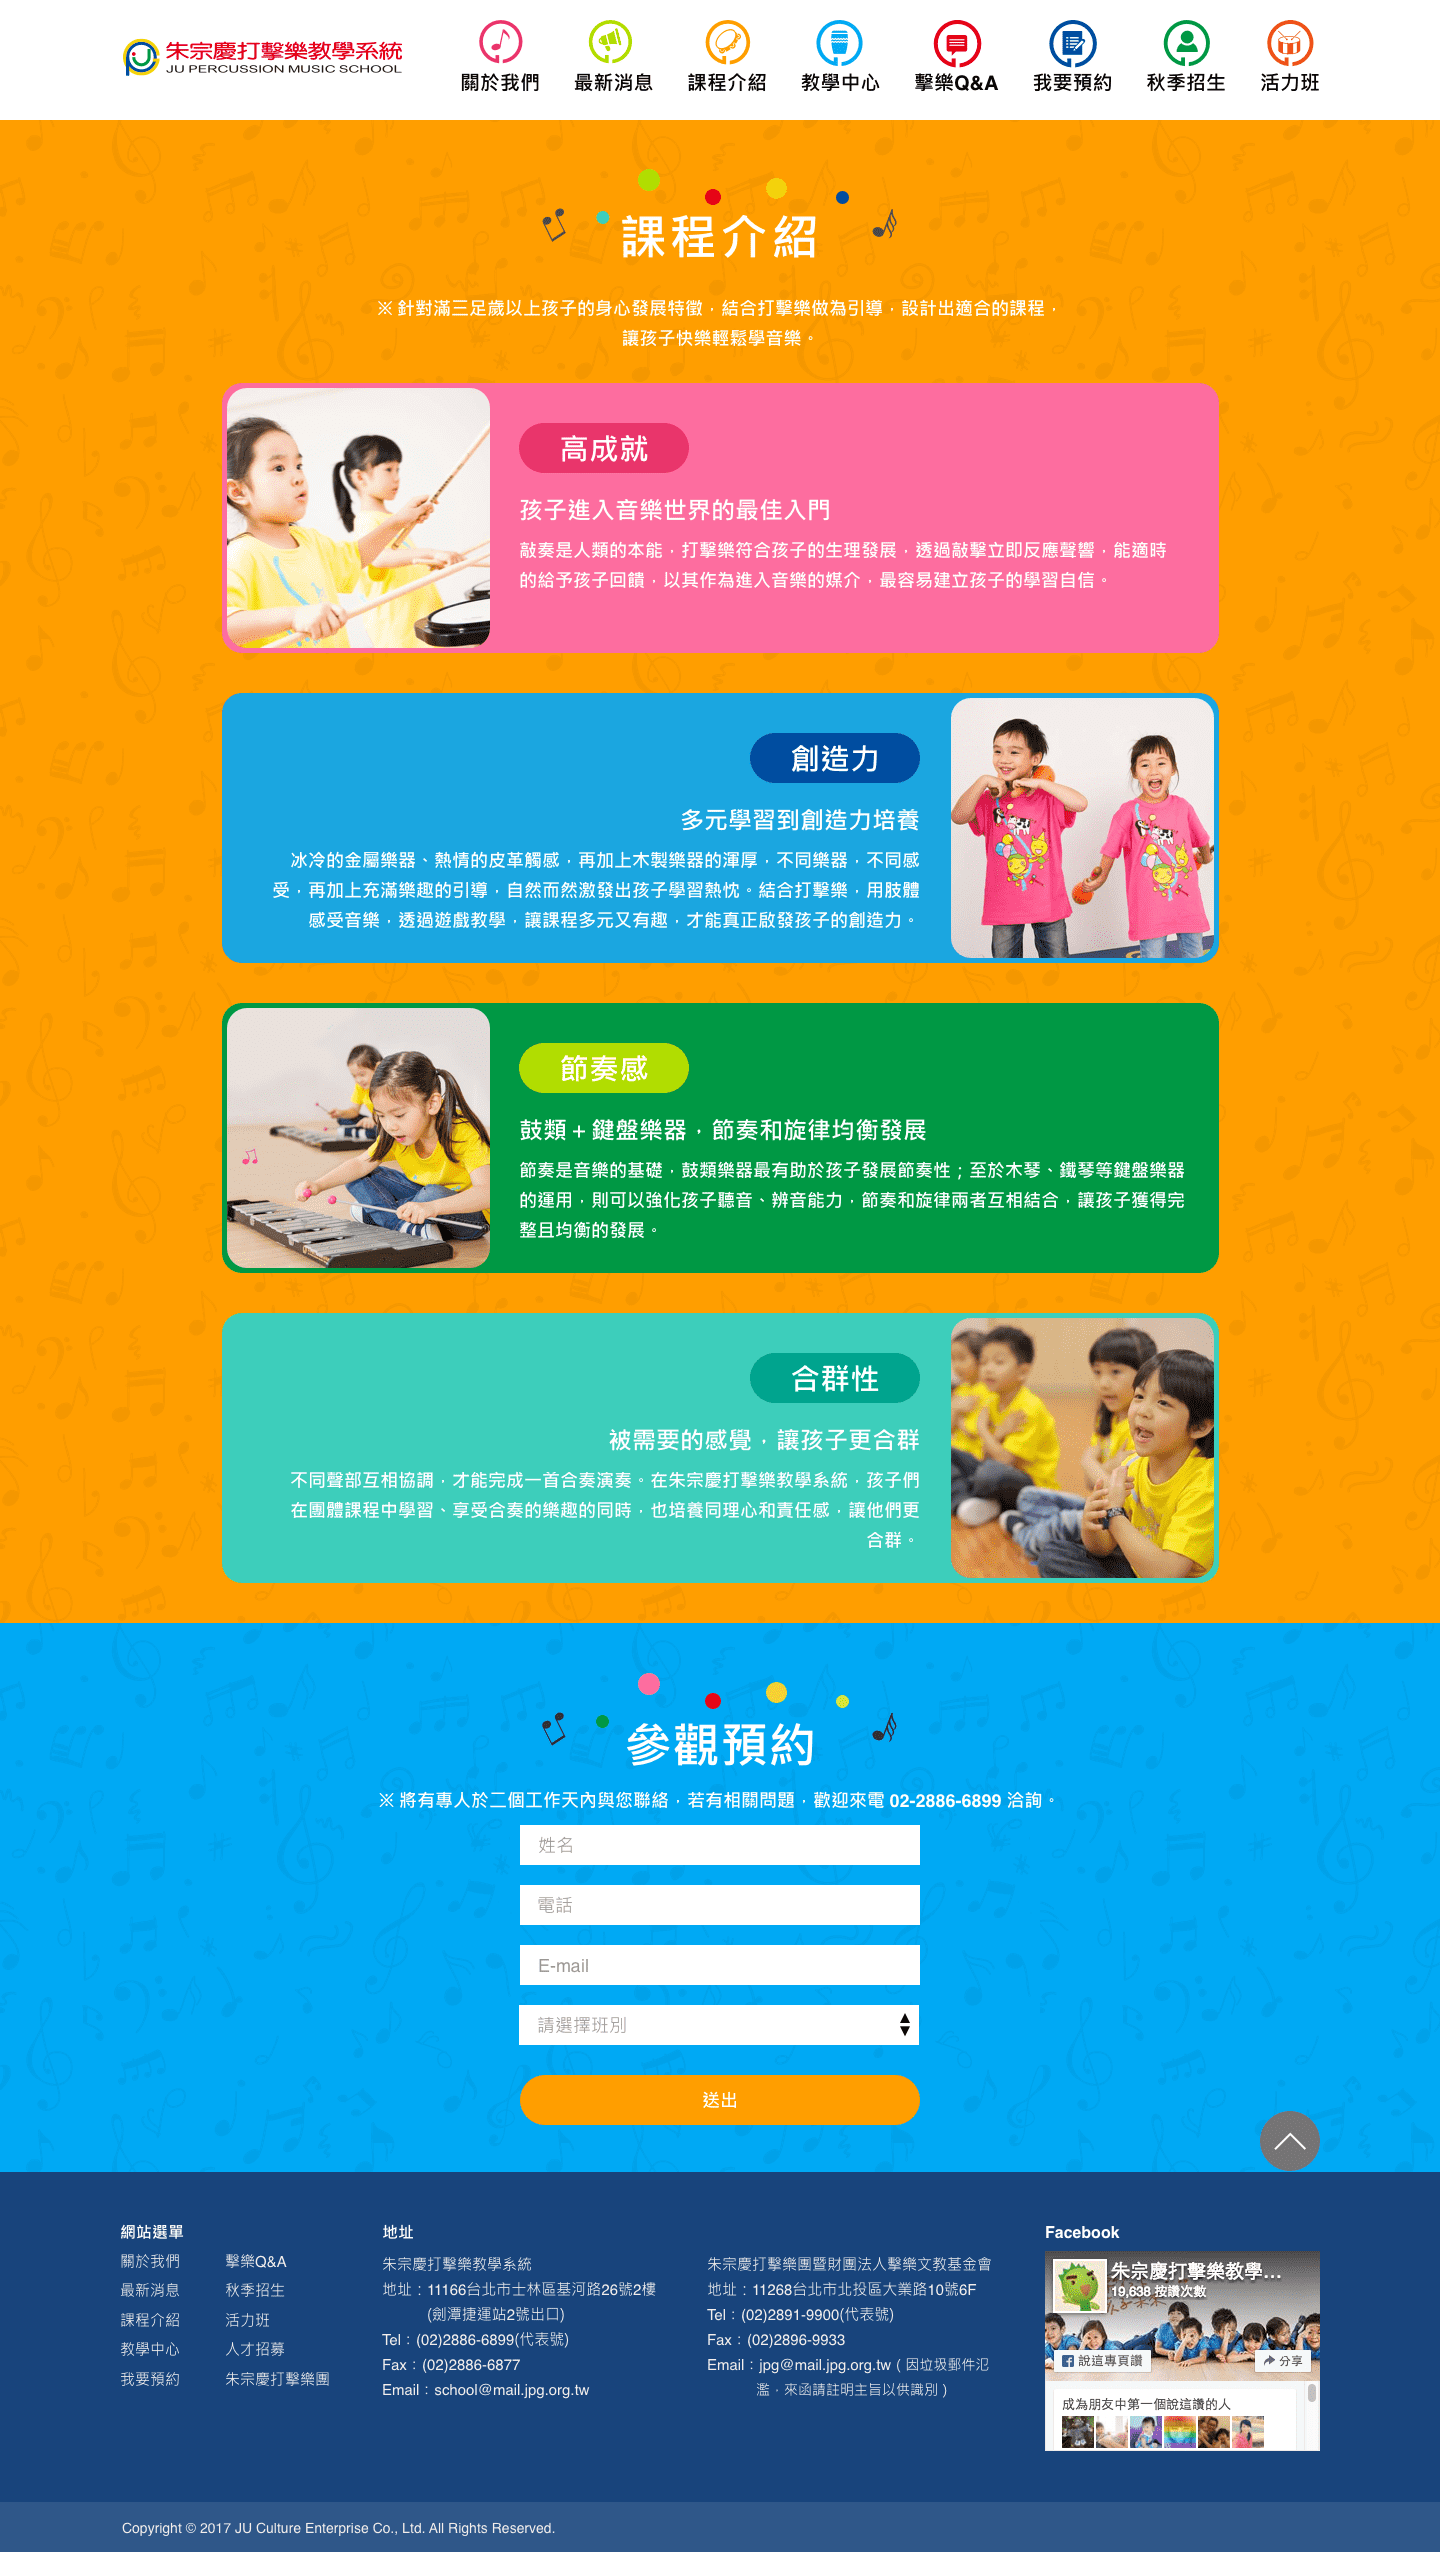 朱宗慶打擊樂教學系統
JU PERCUSSION MUSIC SCHOOL
關於我們
最新消息
課程介紹
教學中心
擊樂Q&A
我要預約
秋季招生
活力班
課程介紹
※ 針對滿三足歲以上孩子的身心發展特徵，結合打擊樂做為引導，設計出適合的課程，
讓孩子快樂輕鬆學音樂。
高成就
孩子進入音樂世界的最佳入門
敲奏是人類的本能，打擊樂符合孩子的生理發展，透過敲擊立即反應聲響，能適時
的給予孩子回饋，以其作為進入音樂的媒介，最容易建立孩子的學習自信。
創造力
多元學習到創造力培養
冰冷的金屬樂器、熱情的皮革觸感，再加上木製樂器的渾厚，不同樂器，不同感
受，再加上充滿樂趣的引導，自然而然激發出孩子學習熱忱。結合打擊樂，用肢體
感受音樂，透過遊戲教學，讓課程多元又有趣，才能真正啟發孩子的創造力。
節奏感
鼓類＋鍵盤樂器，節奏和旋律均衡發展
節奏是音樂的基礎，鼓類樂器最有助於孩子發展節奏性；至於木琴、鐵琴等鍵盤樂器
的運用，則可以強化孩子聽音、辨音能力，節奏和旋律兩者互相結合，讓孩子獲得完
整且均衡的發展。
合群性
被需要的感覺，讓孩子更合群
不同聲部互相協調，才能完成一首合奏演奏。在朱宗慶打擊樂教學系統，孩子們
在團體課程中學習、享受合奏的樂趣的同時，也培養同理心和責任感，讓他們更
合群。
參觀預約
※ 將有專人於二個工作天內與您聯絡，若有相關問題，歡迎來電 02-2886-6899 洽詢。
姓名
電話
E-mail
請選擇班別
送出
網站選單
關於我們
最新消息
課程介紹
教學中心
我要預約
擊樂Q&A
秋季招生
活力班
人才招募
朱宗慶打擊樂團
地址
朱宗慶打擊樂教學系統
地址：11166台北市士林區基河路26號2樓
(劍潭捷運站2號出口)
Tel：(02)2886-6899(代表號)
Fax：(02)2886-6877
Email：school@mail.jpg.org.tw
朱宗慶打擊樂團暨財團法人擊樂文教基金會
地址：11268台北市北投區大業路10號6F
Tel：(02)2891-9900(代表號)
Fax：(02)2896-9933
Email：jpg@mail.jpg.org.tw（因垃圾郵件氾
濫，來函請註明主旨以供識別）
Facebook
朱宗慶打擊樂教學...
19,638 按讚次數
說這專頁讚
分享
成為朋友中第一個說這讚的人
Copyright © 2017 JU Culture Enterprise Co., Ltd. All Rights Reserved.